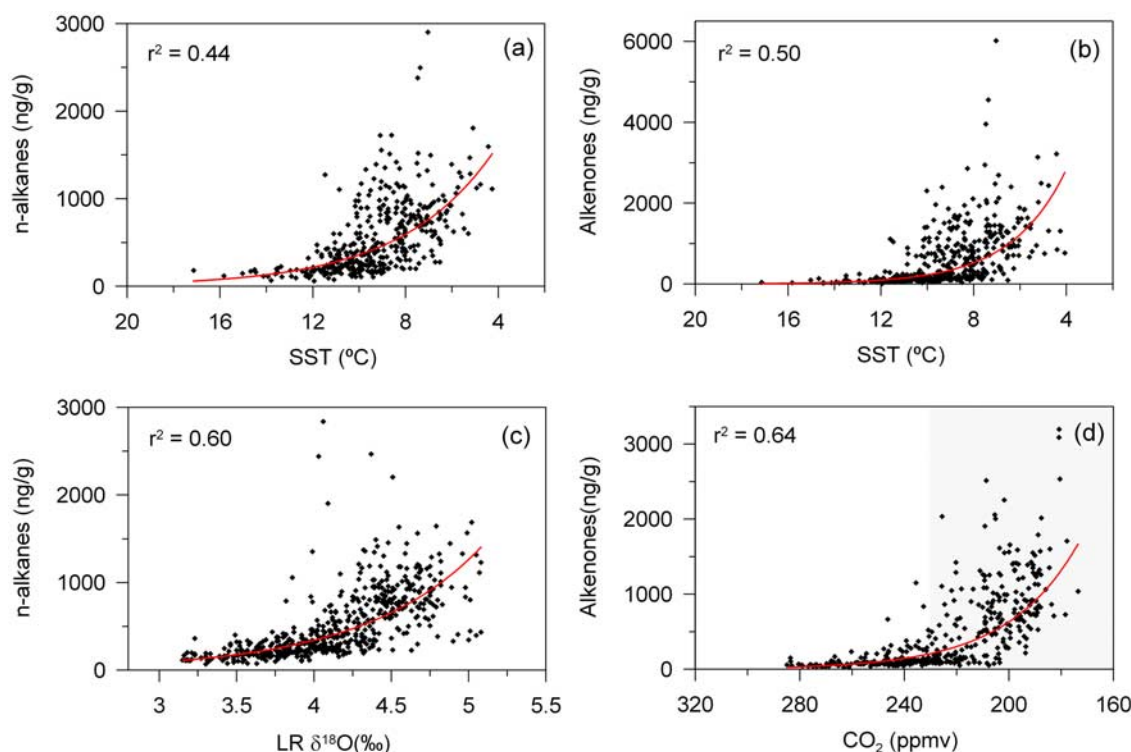 3000
2000
1000
0
n-alkanes (ng/g)
r² = 0.44
(a)
20
16
12
8
4
SST (ºC)
6000
4000
2000
0
Alkenones (ng/g)
r² = 0.50
(b)
20
16
12
8
4
SST (ºC)
3000
2000
1000
0
n-alkanes (ng/g)
r² = 0.60
(c)
3
3.5
4
4.5
5
5.5
LR δ¹⁸O(‰)
3000
2000
1000
0
Alkenones(ng/g)
r² = 0.64
(d)
320
280
240
200
160
CO₂ (ppmv)